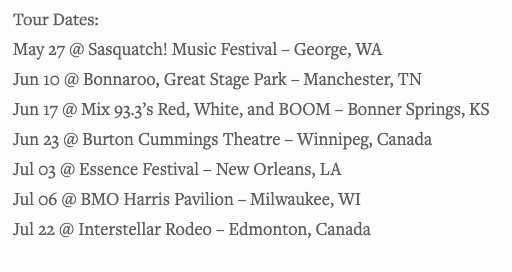 Tour Dates:
May 27 @ Sasquatch! Music Festival – George, WA
Jun 10 @ Bonnaroo, Great Stage Park – Manchester, TN
Jun 17 @ Mix 93.3’s Red, White, and BOOM – Bonner Springs, KS
Jun 23 @ Burton Cummings Theatre – Winnipeg, Canada
Jul 03 @ Essence Festival – New Orleans, LA
Jul 06 @ BMO Harris Pavilion – Milwaukee, WI
Jul 22 @ Interstellar Rodeo – Edmonton, Canada